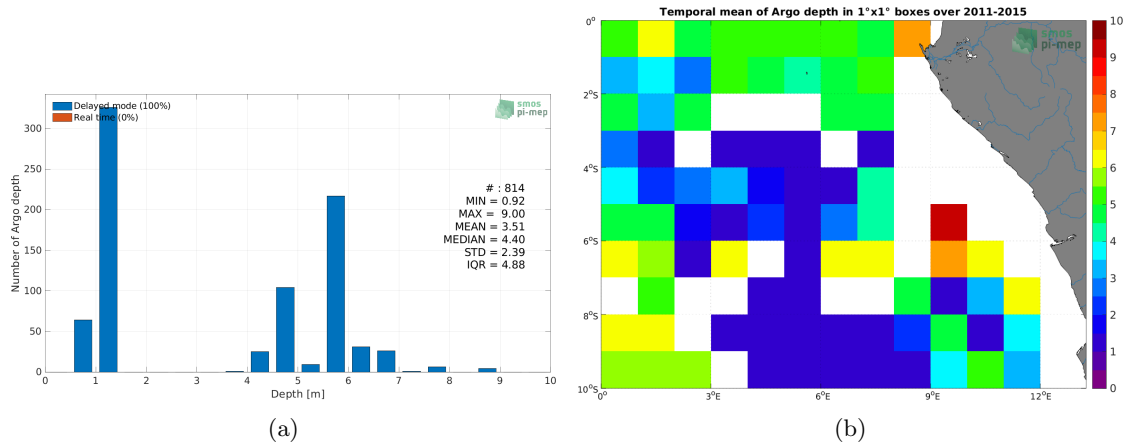 Delayed mode (100%)
Real time (0%)
smos
pi-mep
Number of Argo depth
300
250
200
150
100
50
0
# : 814
MIN = 0.92
MAX = 9.00
MEAN = 3.51
MEDIAN = 4.40
STD = 2.39
IQR = 4.88
0 1 2 3 4 5 6 7 8 9 10
Depth [m]
(a)
Temporal mean of Argo depth in 1°x1° boxes over 2011-2015
smos
pi-mep
0°
2°S
4°S
6°S
8°S
10°S
0° 3°E 6°E 9°E 12°E
10
9
8
7
6
5
4
3
2
1
0
(b)